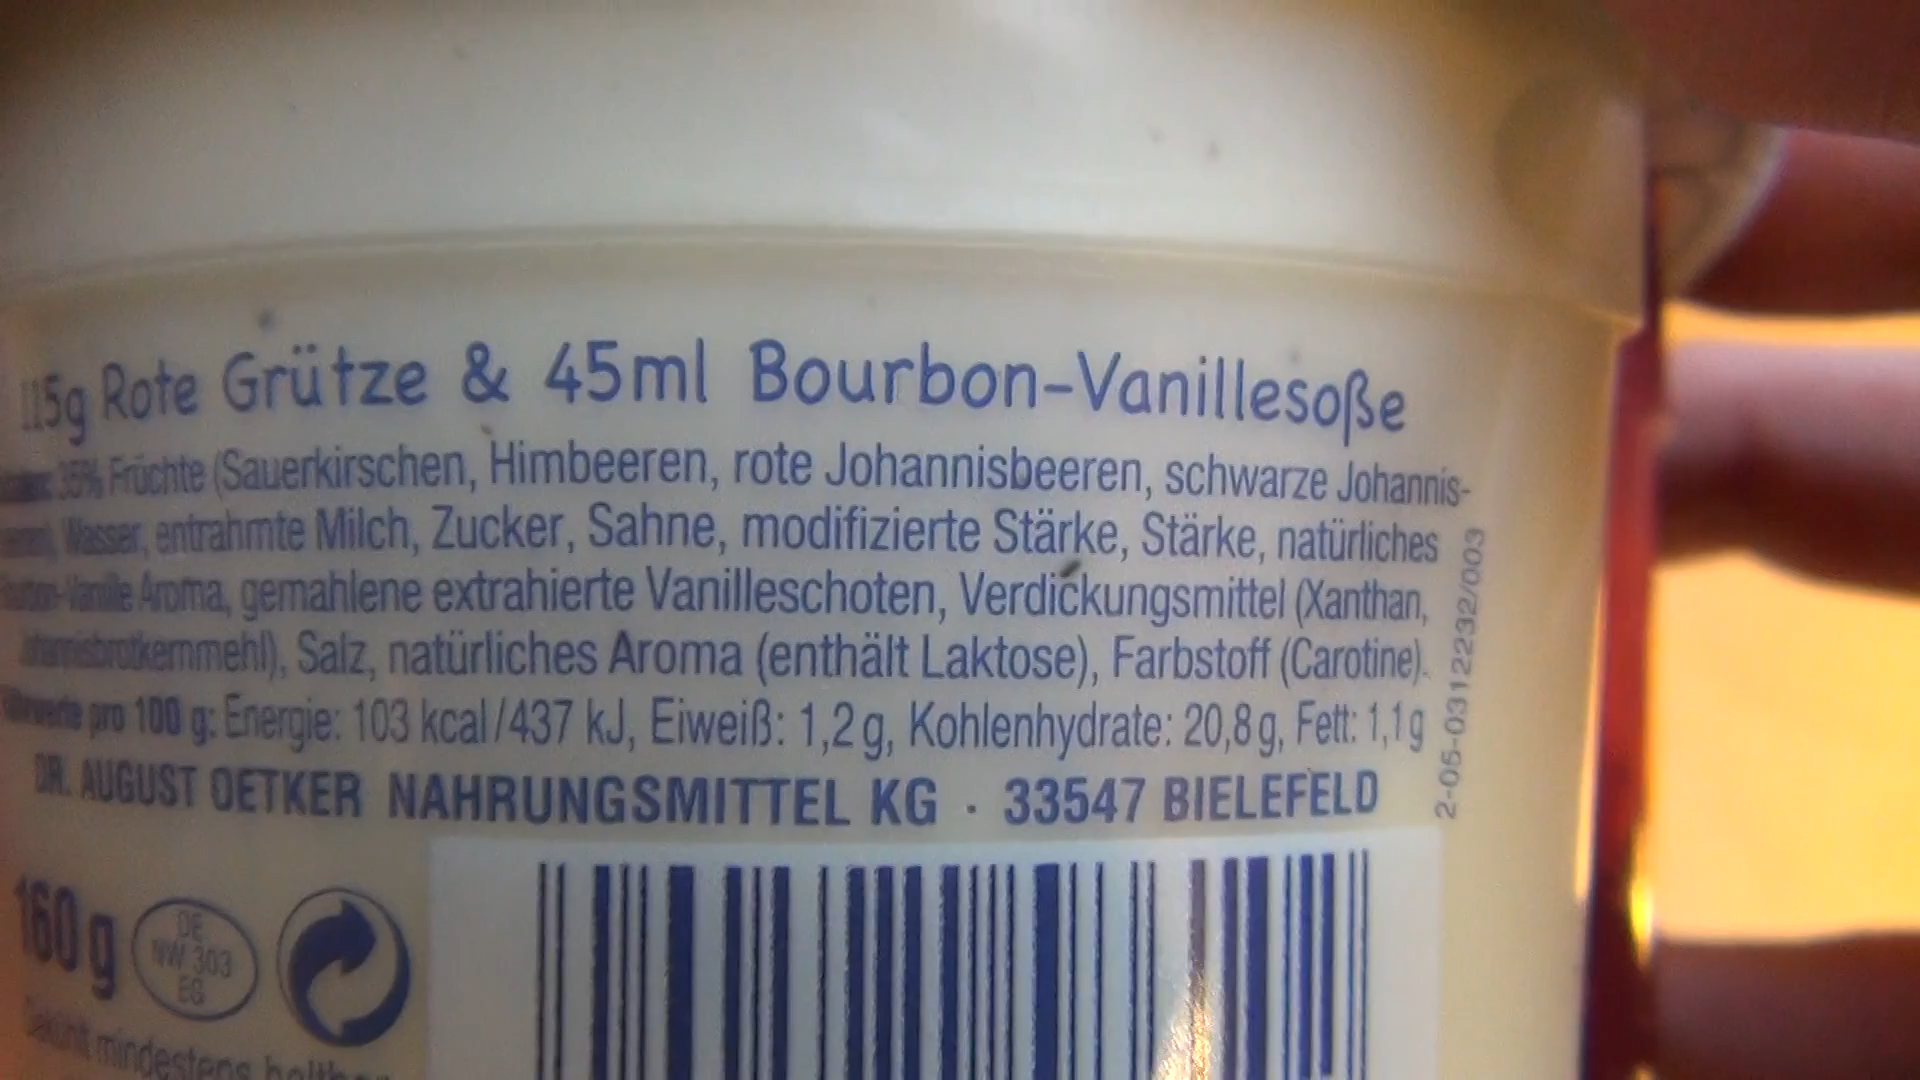 115g Rote Grütze & 45ml Bourbon-Vanillesoße
35% Früchte (Sauerkirschen, Himbeeren, rote Johannisbeeren, schwarze Johannis-
Wasser, entrahmte Milch, Zucker, Sahne, modifizierte Stärke, Stärke, natürliches
Bourbon-Vanille Aroma, gemahlene extrahierte Vanilleschoten, Verdickungsmittel (Xanthan,
Johannisbrotkernmehl), Salz, natürliches Aroma (enthält Laktose), Farbstoff (Carotine).
Nährwerte pro 100 g: Energie: 103 kcal/437 kJ, Eiweiß: 1,2 g, Kohlenhydrate: 20,8 g, Fett: 1,1 g
DR. AUGUST OETKER NAHRUNGSMITTEL KG · 33547 BIELEFELD
2-05-03122232/003
160 g
DE
NW 303
EG
Gekühlt mindestens haltbar